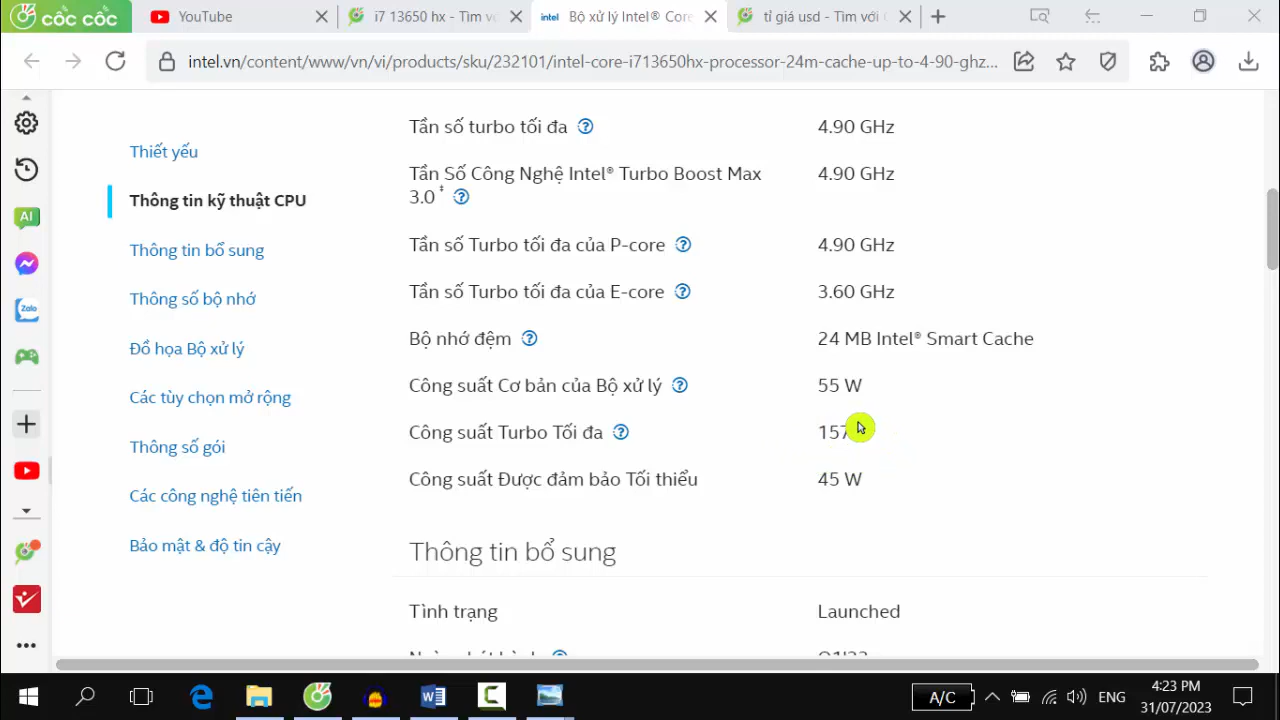 cốc cốc
YouTube
i7 13650 hx - Tìm v
Bộ xử lý Intel® Core
tỉ giá usd - Tìm với
intel.vn/content/www/vn/vi/products/sku/232101/intel-core-i713650hx-processor-24m-cache-up-to-4-90-ghz...
Thiết yếu
Thông tin kỹ thuật CPU
Thông tin bổ sung
Thông số bộ nhớ
Đồ họa Bộ xử lý
Các tùy chọn mở rộng
Thông số gói
Các công nghệ tiên tiến
Bảo mật & độ tin cậy
Tần số turbo tối đa ? 4.90 GHz
Tần Số Công Nghệ Intel® Turbo Boost Max 4.90 GHz
3.0 ‡ ?
Tần số Turbo tối đa của P-core ? 4.90 GHz
Tần số Turbo tối đa của E-core ? 3.60 GHz
Bộ nhớ đệm ? 24 MB Intel® Smart Cache
Công suất Cơ bản của Bộ xử lý ? 55 W
Công suất Turbo Tối đa ? 157
Công suất Được đảm bảo Tối thiểu 45 W
Thông tin bổ sung
Tình trạng Launched
AI
Zalo
A/C
ENG
4:23 PM
31/07/2023